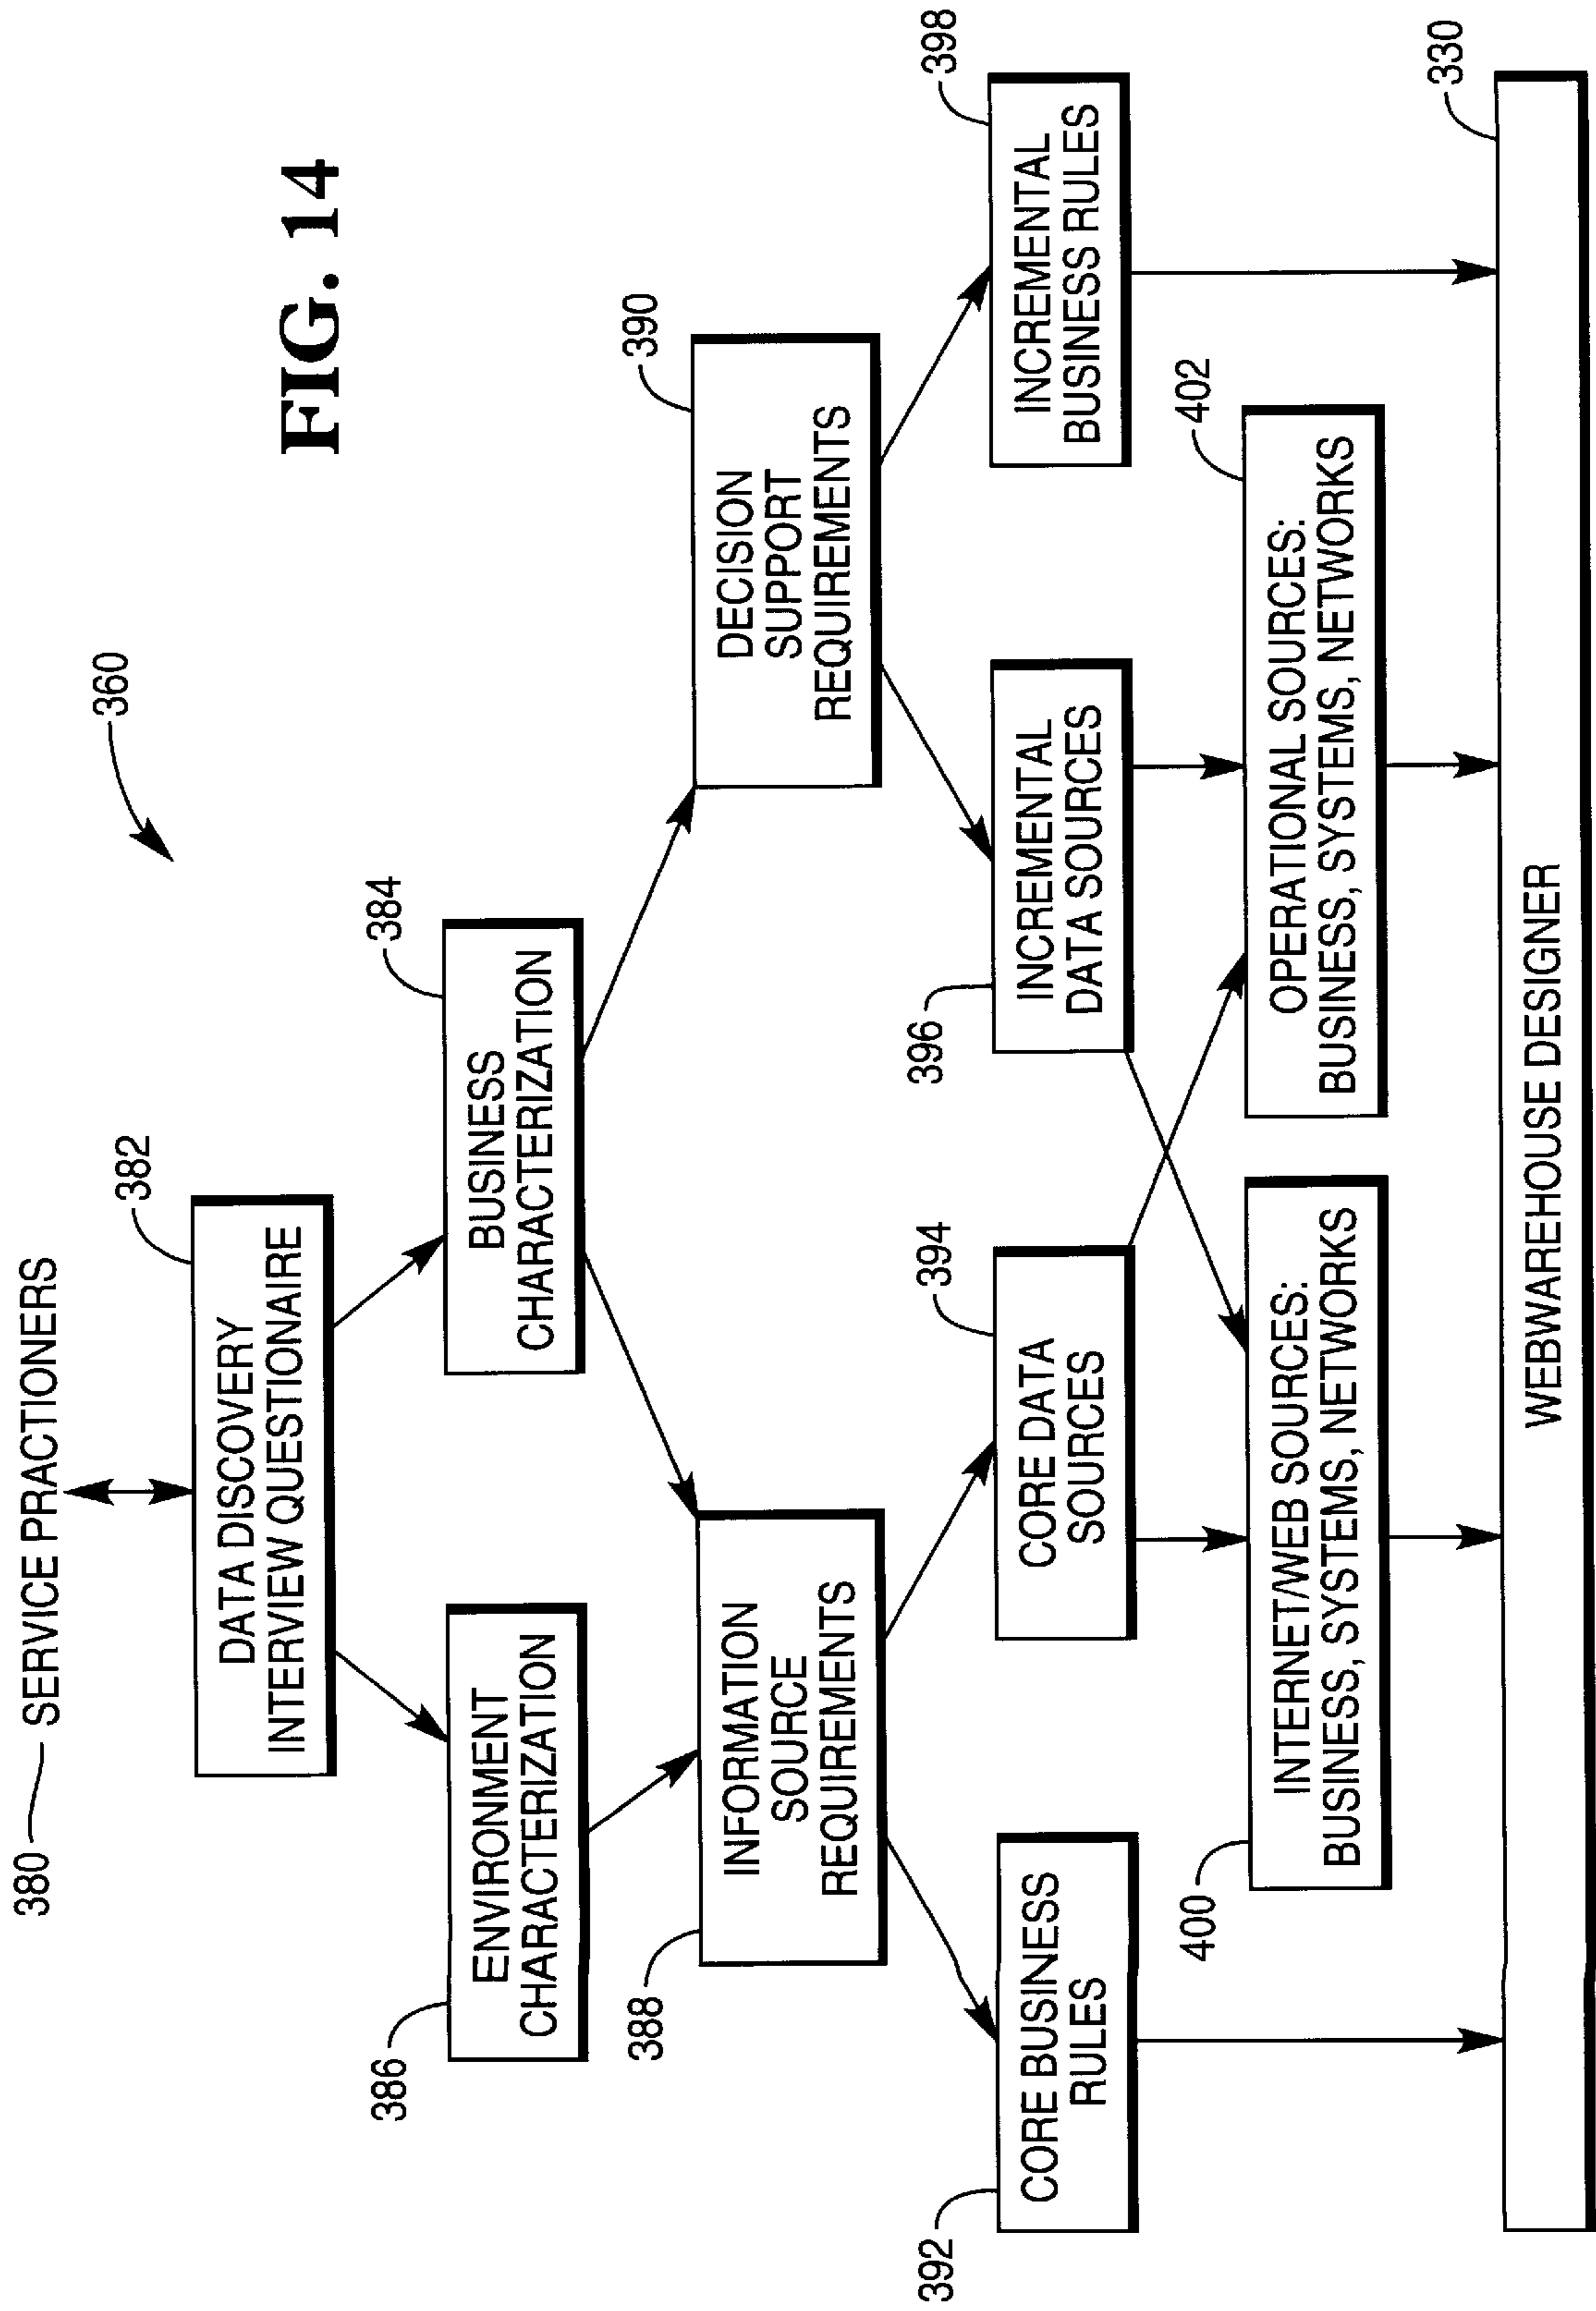 FIG. 14
360
380
SERVICE PRACTIONERS
382
DATA DISCOVERY
INTERVIEW QUESTIONAIRE
384
BUSINESS
CHARACTERIZATION
386
ENVIRONMENT
CHARACTERIZATION
388
INFORMATION
SOURCE
REQUIREMENTS
390
DECISION
SUPPORT
REQUIREMENTS
392
CORE BUSINESS
RULES
394
CORE DATA
SOURCES
396
INCREMENTAL
DATA SOURCES
398
INCREMENTAL
BUSINESS RULES
400
INTERNET/WEB SOURCES:
BUSINESS, SYSTEMS, NETWORKS
402
OPERATIONAL SOURCES:
BUSINESS, SYSTEMS, NETWORKS
330
WEBWAREHOUSE DESIGNER